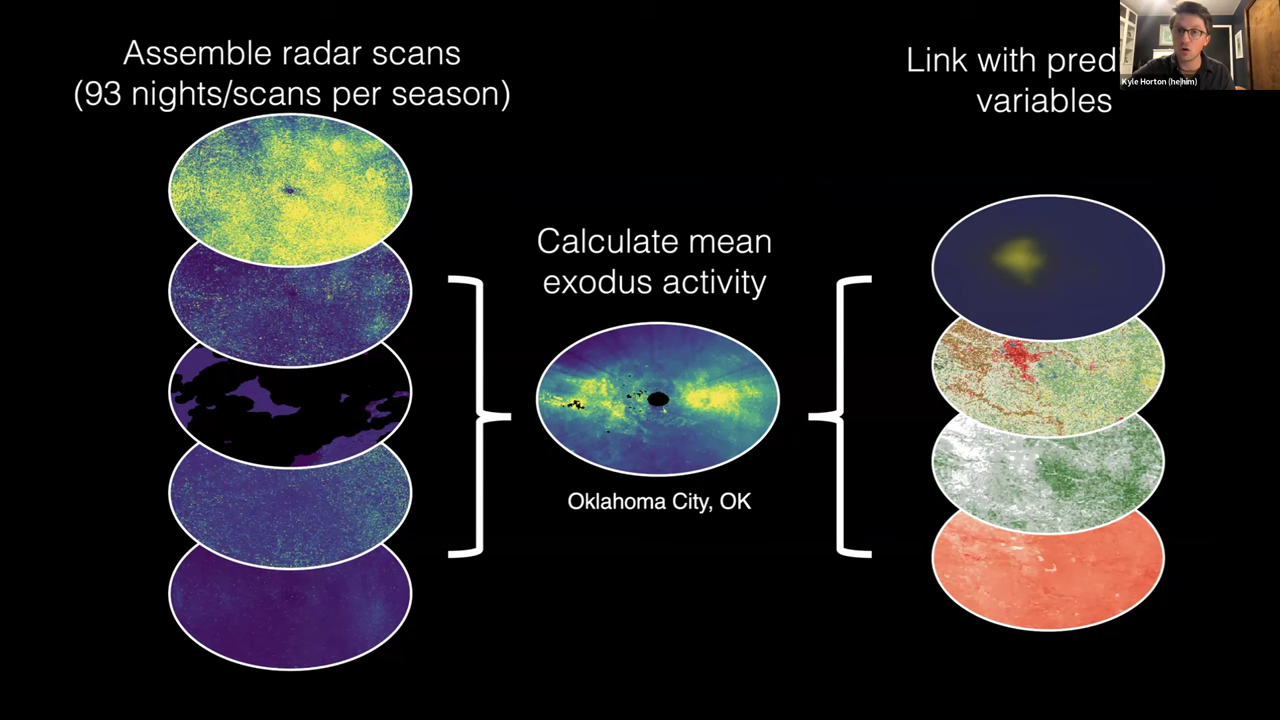 Assemble radar scans
(93 nights/scans per season)
Link with pred
variables
Kyle Horton (he|him)
Calculate mean
exodus activity
Oklahoma City, OK